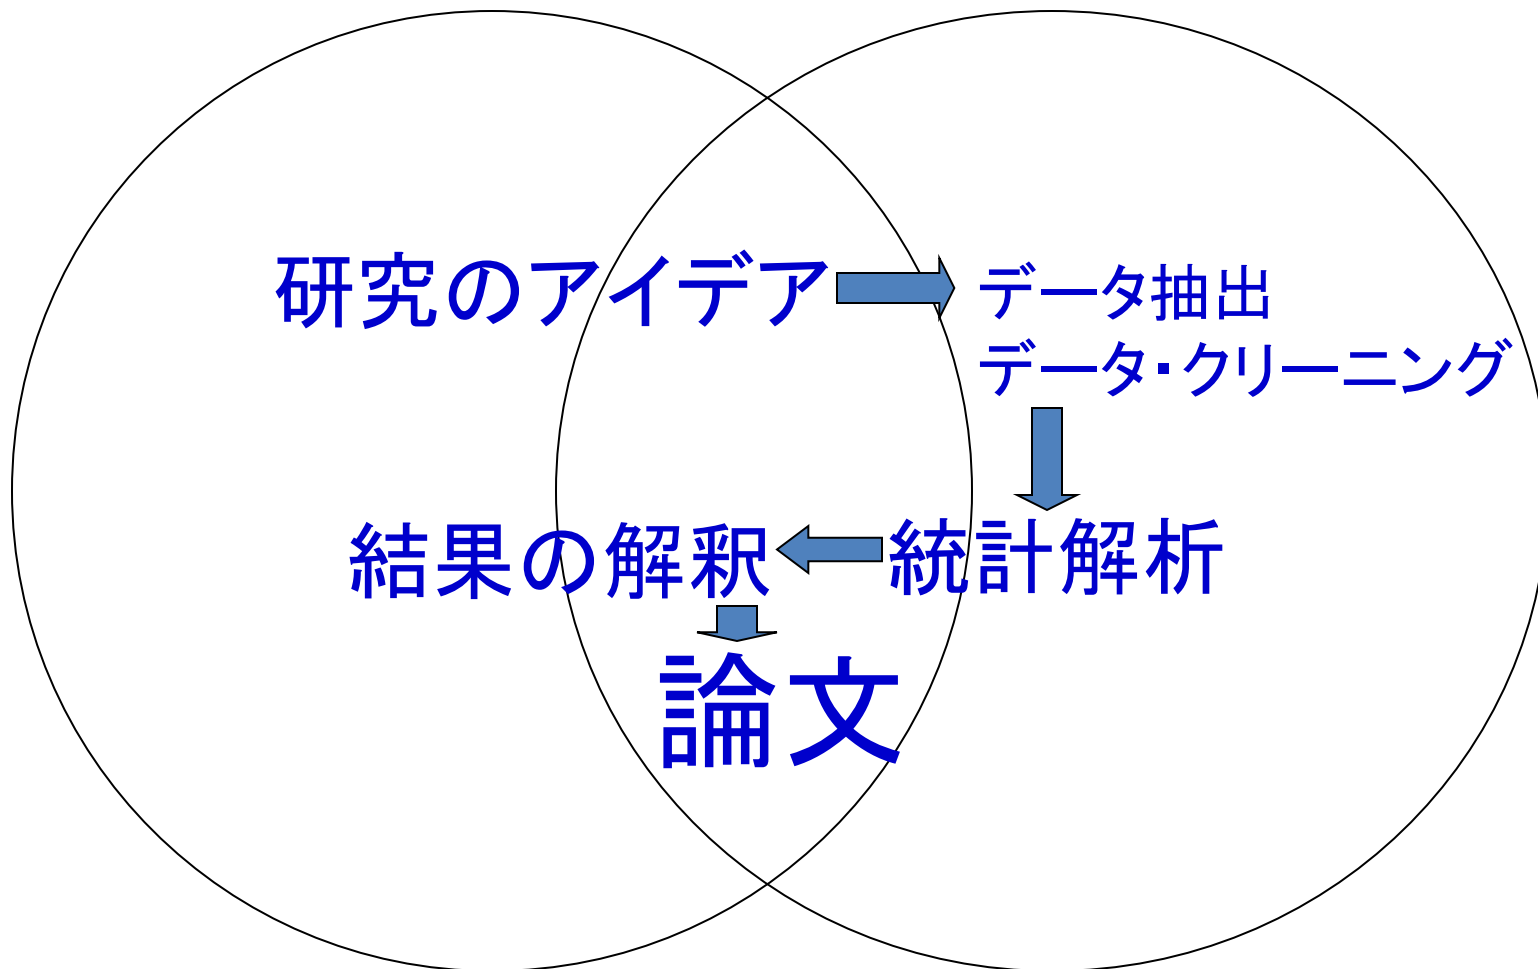 研究のアイデア
データ抽出
データ・クリーニング
結果の解釈
統計解析
論文